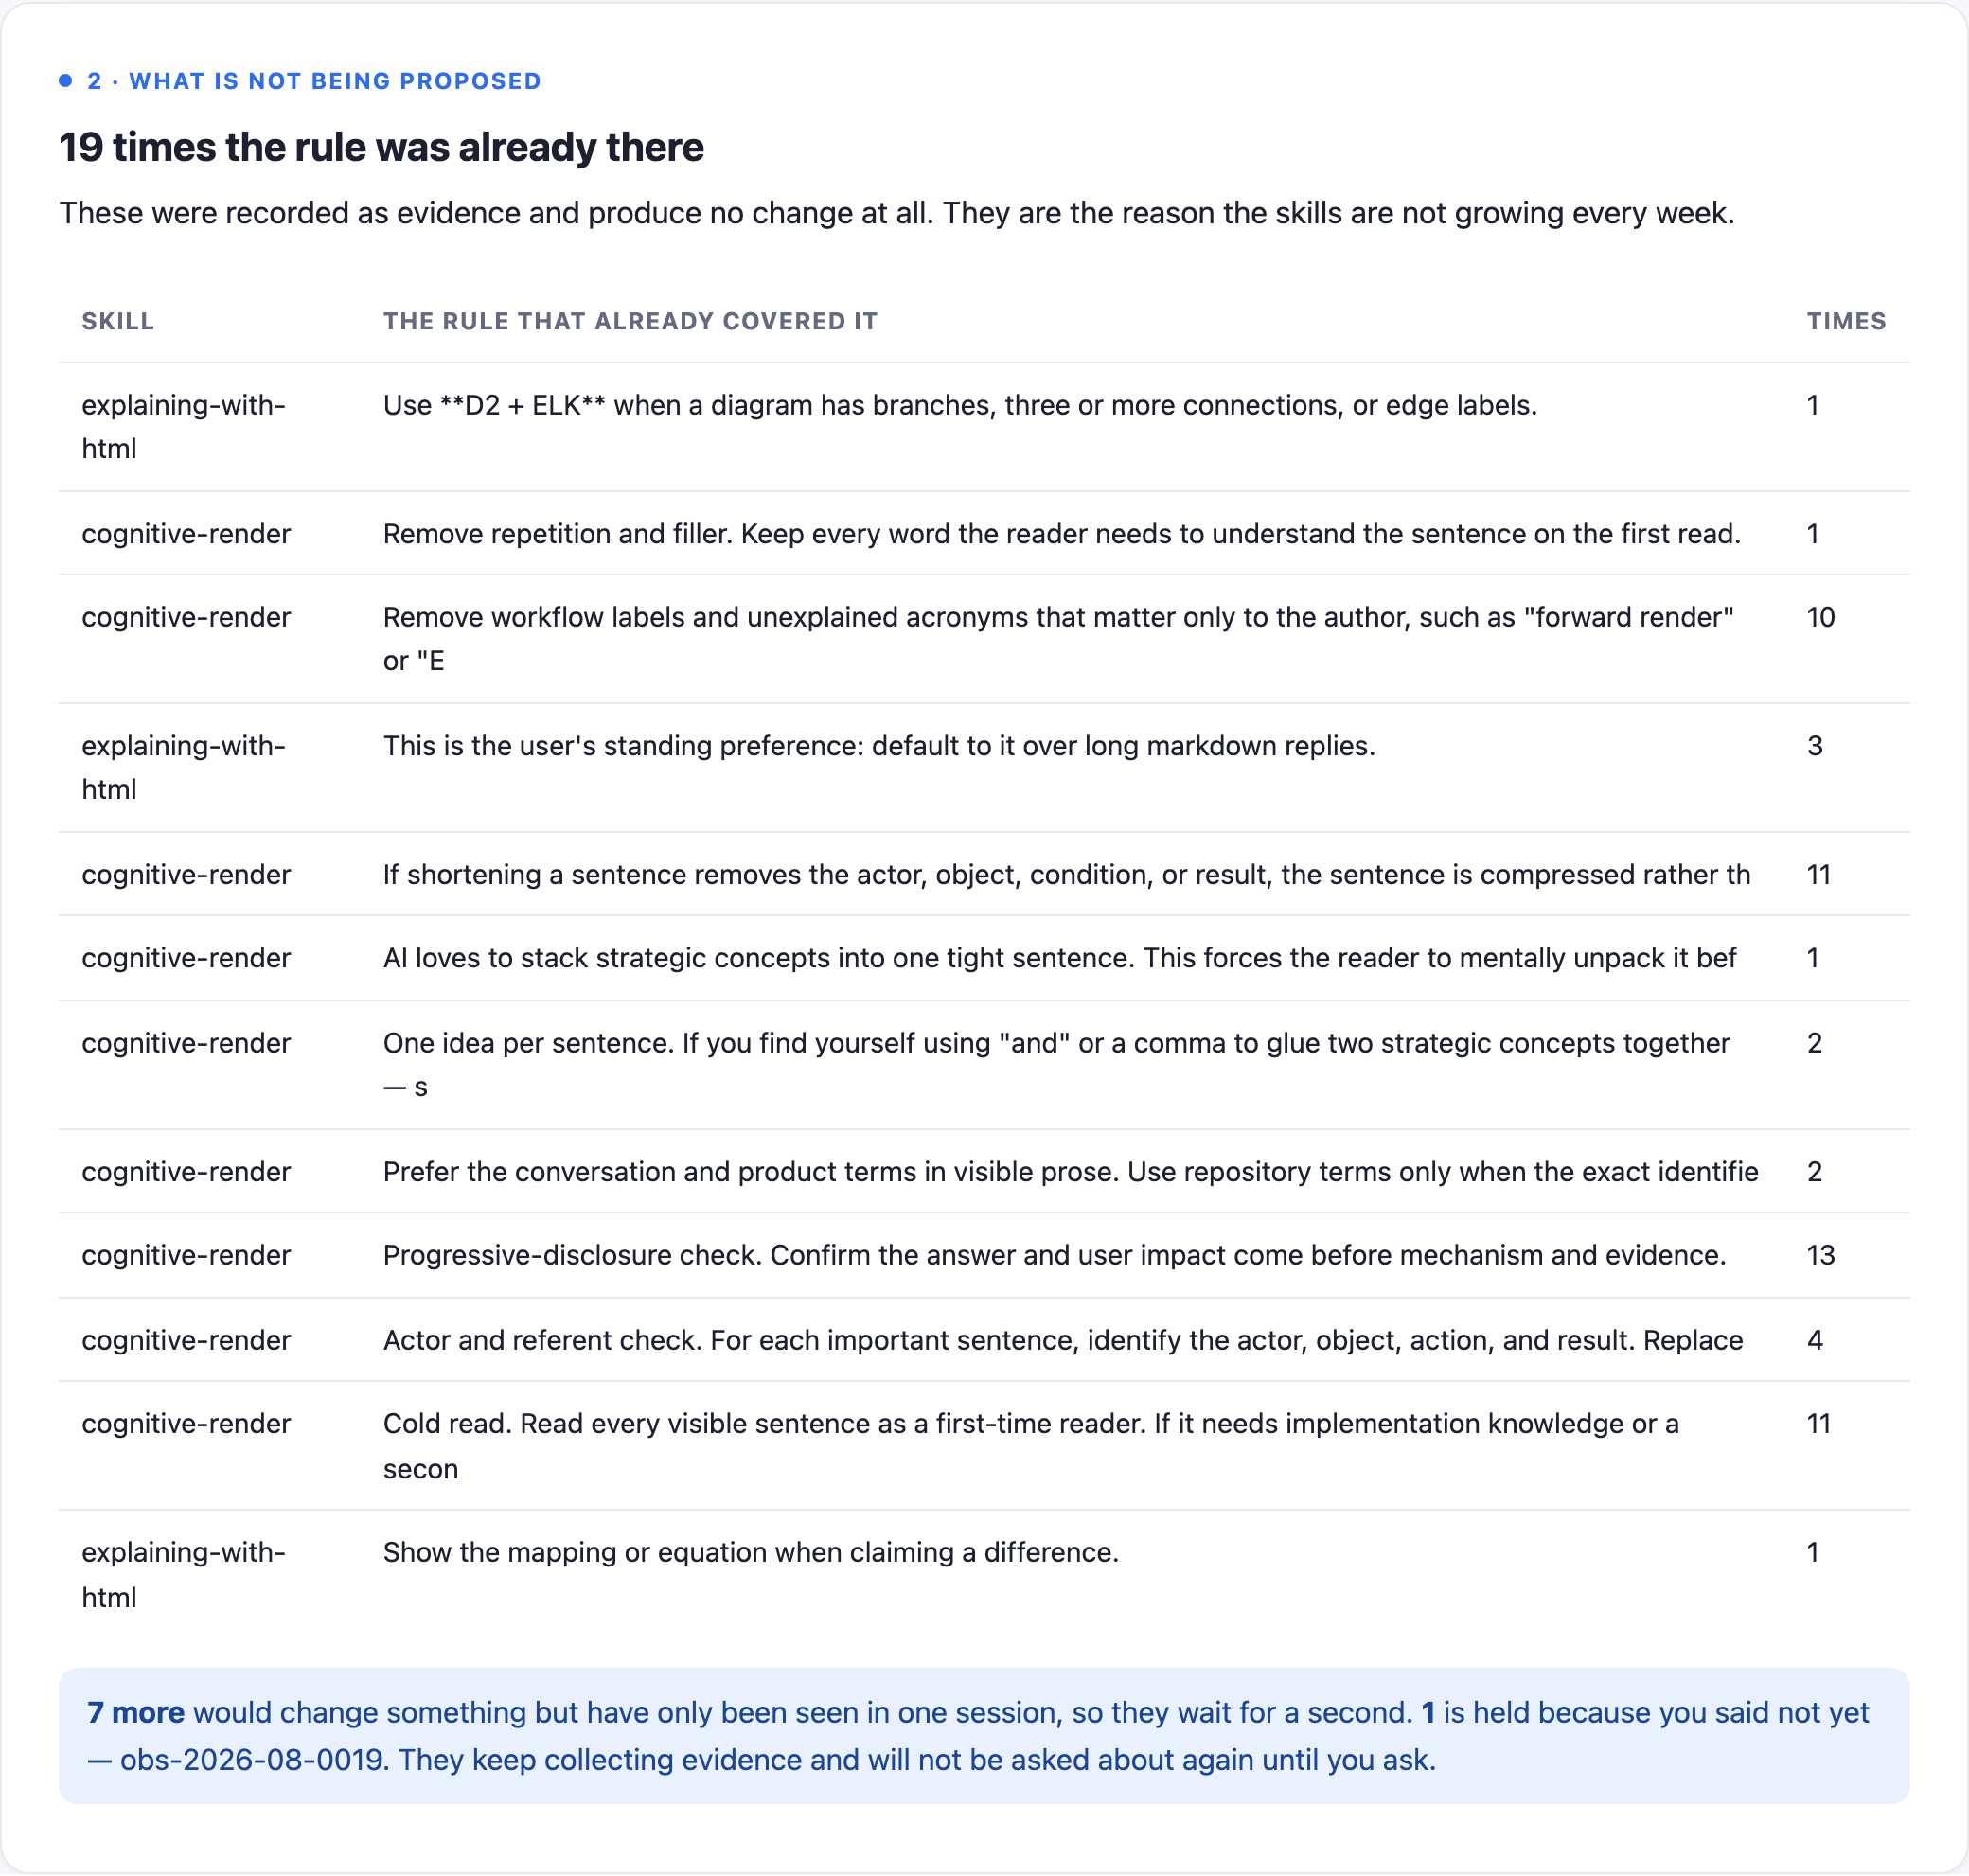 2 · WHAT IS NOT BEING PROPOSED
19 times the rule was already there
These were recorded as evidence and produce no change at all. They are the reason the skills are not growing every week.
SKILL THE RULE THAT ALREADY COVERED IT TIMES
explaining-with- Use **D2 + ELK** when a diagram has branches, three or more connections, or edge labels. 1
html
cognitive-render Remove repetition and filler. Keep every word the reader needs to understand the sentence on the first read. 1
cognitive-render Remove workflow labels and unexplained acronyms that matter only to the author, such as "forward render" 10
or "E
explaining-with- This is the user's standing preference: default to it over long markdown replies. 3
html
cognitive-render If shortening a sentence removes the actor, object, condition, or result, the sentence is compressed rather th 11
cognitive-render AI loves to stack strategic concepts into one tight sentence. This forces the reader to mentally unpack it bef 1
cognitive-render One idea per sentence. If you find yourself using "and" or a comma to glue two strategic concepts together 2
— s
cognitive-render Prefer the conversation and product terms in visible prose. Use repository terms only when the exact identifie 2
cognitive-render Progressive-disclosure check. Confirm the answer and user impact come before mechanism and evidence. 13
cognitive-render Actor and referent check. For each important sentence, identify the actor, object, action, and result. Replace 4
cognitive-render Cold read. Read every visible sentence as a first-time reader. If it needs implementation knowledge or a 11
secon
explaining-with- Show the mapping or equation when claiming a difference. 1
html
7 more would change something but have only been seen in one session, so they wait for a second. 1 is held because you said not yet
— obs-2026-08-0019. They keep collecting evidence and will not be asked about again until you ask.